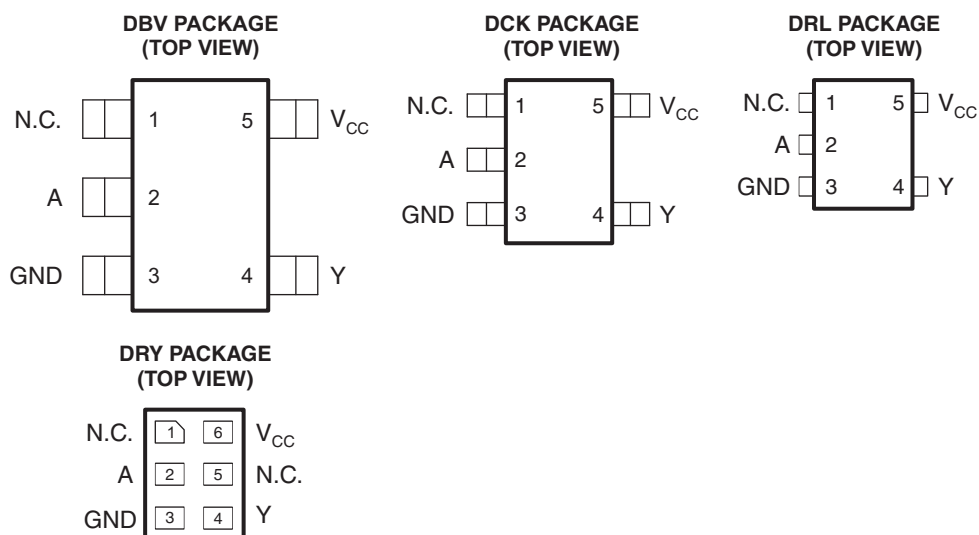 DBV PACKAGE
(TOP VIEW)
N.C. 1 5 VCC
A 2
GND 3 4 Y
DCK PACKAGE
(TOP VIEW)
N.C. 1 5 VCC
A 2
GND 3 4 Y
DRL PACKAGE
(TOP VIEW)
N.C. 1 5 VCC
A 2
GND 3 4 Y
DRY PACKAGE
(TOP VIEW)
N.C. 1 6 VCC
A 2 5 N.C.
GND 3 4 Y